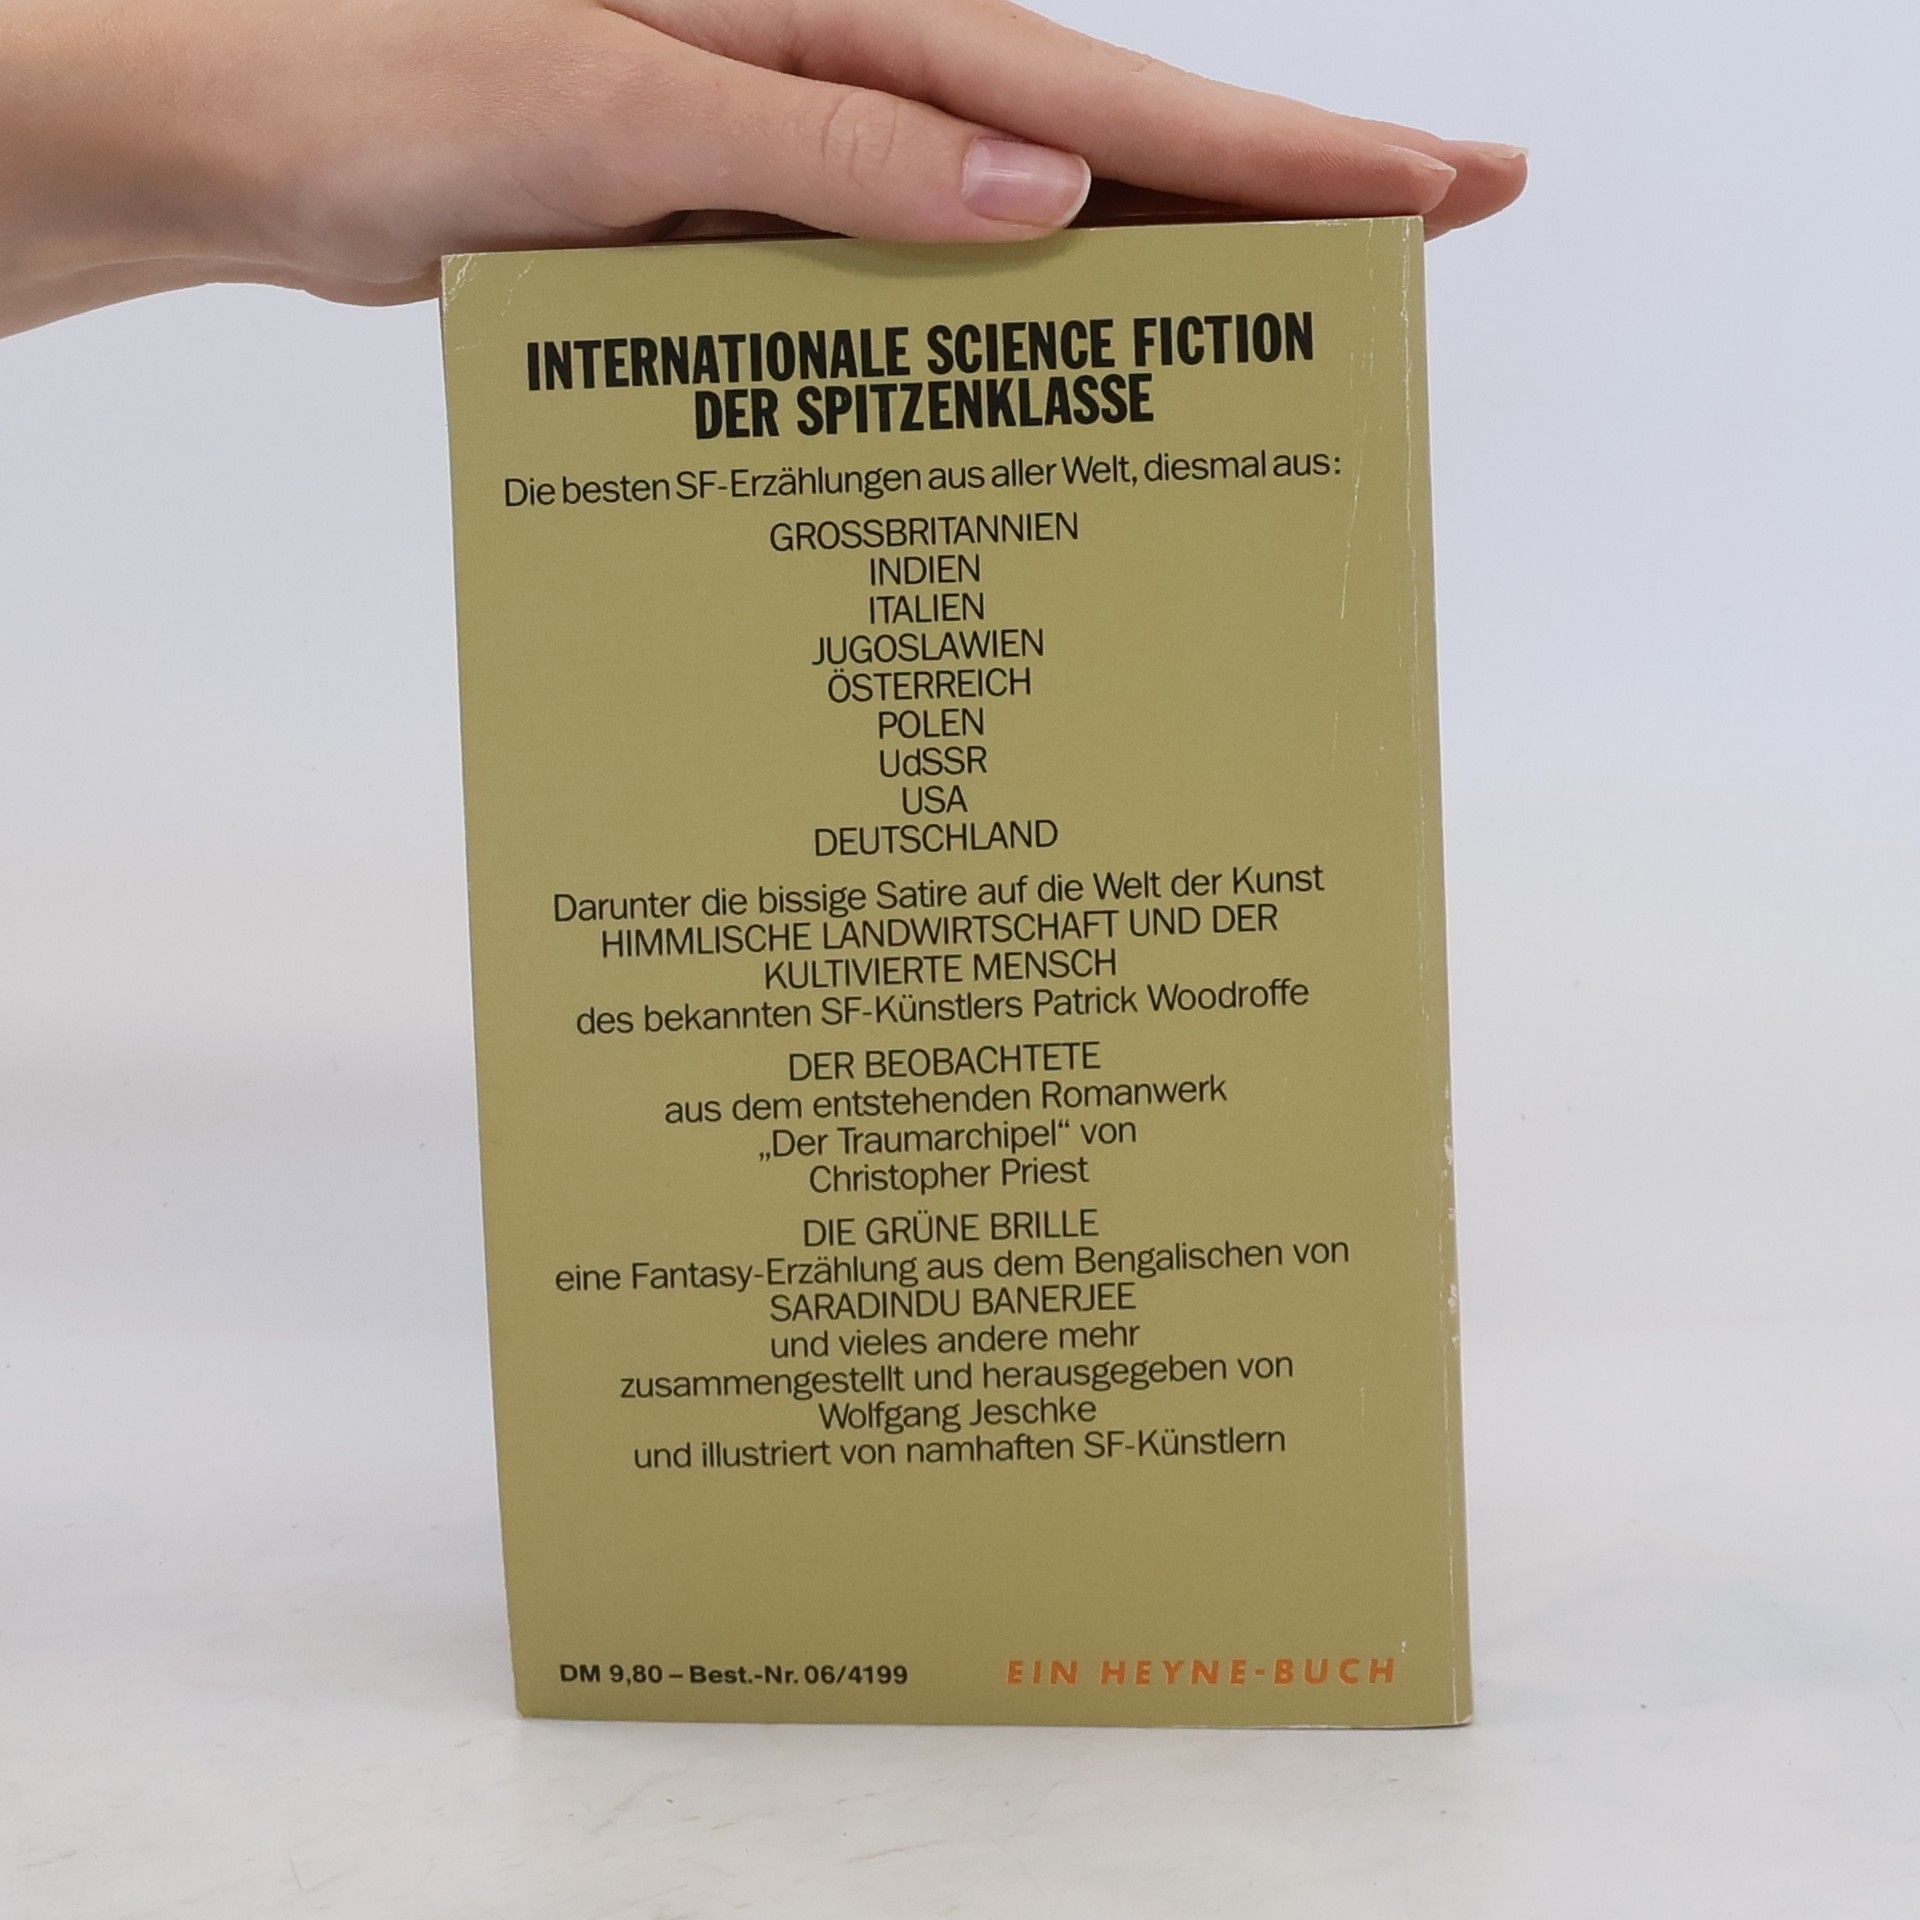 INTERNATIONALE SCIENCE FICTION
DER SPITZENKLASSE
Die besten SF-Erzählungen aus aller Welt, diesmal aus:
GROSSBRITANNIEN
INDIEN
ITALIEN
JUGOSLAWIEN
ÖSTERREICH
POLEN
UdSSR
USA
DEUTSCHLAND
Darunter die bissige Satire auf die Welt der Kunst
HIMMLISCHE LANDWIRTSCHAFT UND DER
KULTIVIERTE MENSCH
des bekannten SF-Künstlers Patrick Woodroffe
DER BEOBACHTETE
aus dem entstehenden Romanwerk
„Der Traumarchipel“ von
Christopher Priest
DIE GRÜNE BRILLE
eine Fantasy-Erzählung aus dem Bengalischen von
SARADINDU BANERJEE
und vieles andere mehr
zusammengestellt und herausgegeben von
Wolfgang Jeschke
und illustriert von namhaften SF-Künstlern
DM 9,80 – Best.-Nr. 06/4199
EIN HEYNE-BUCH